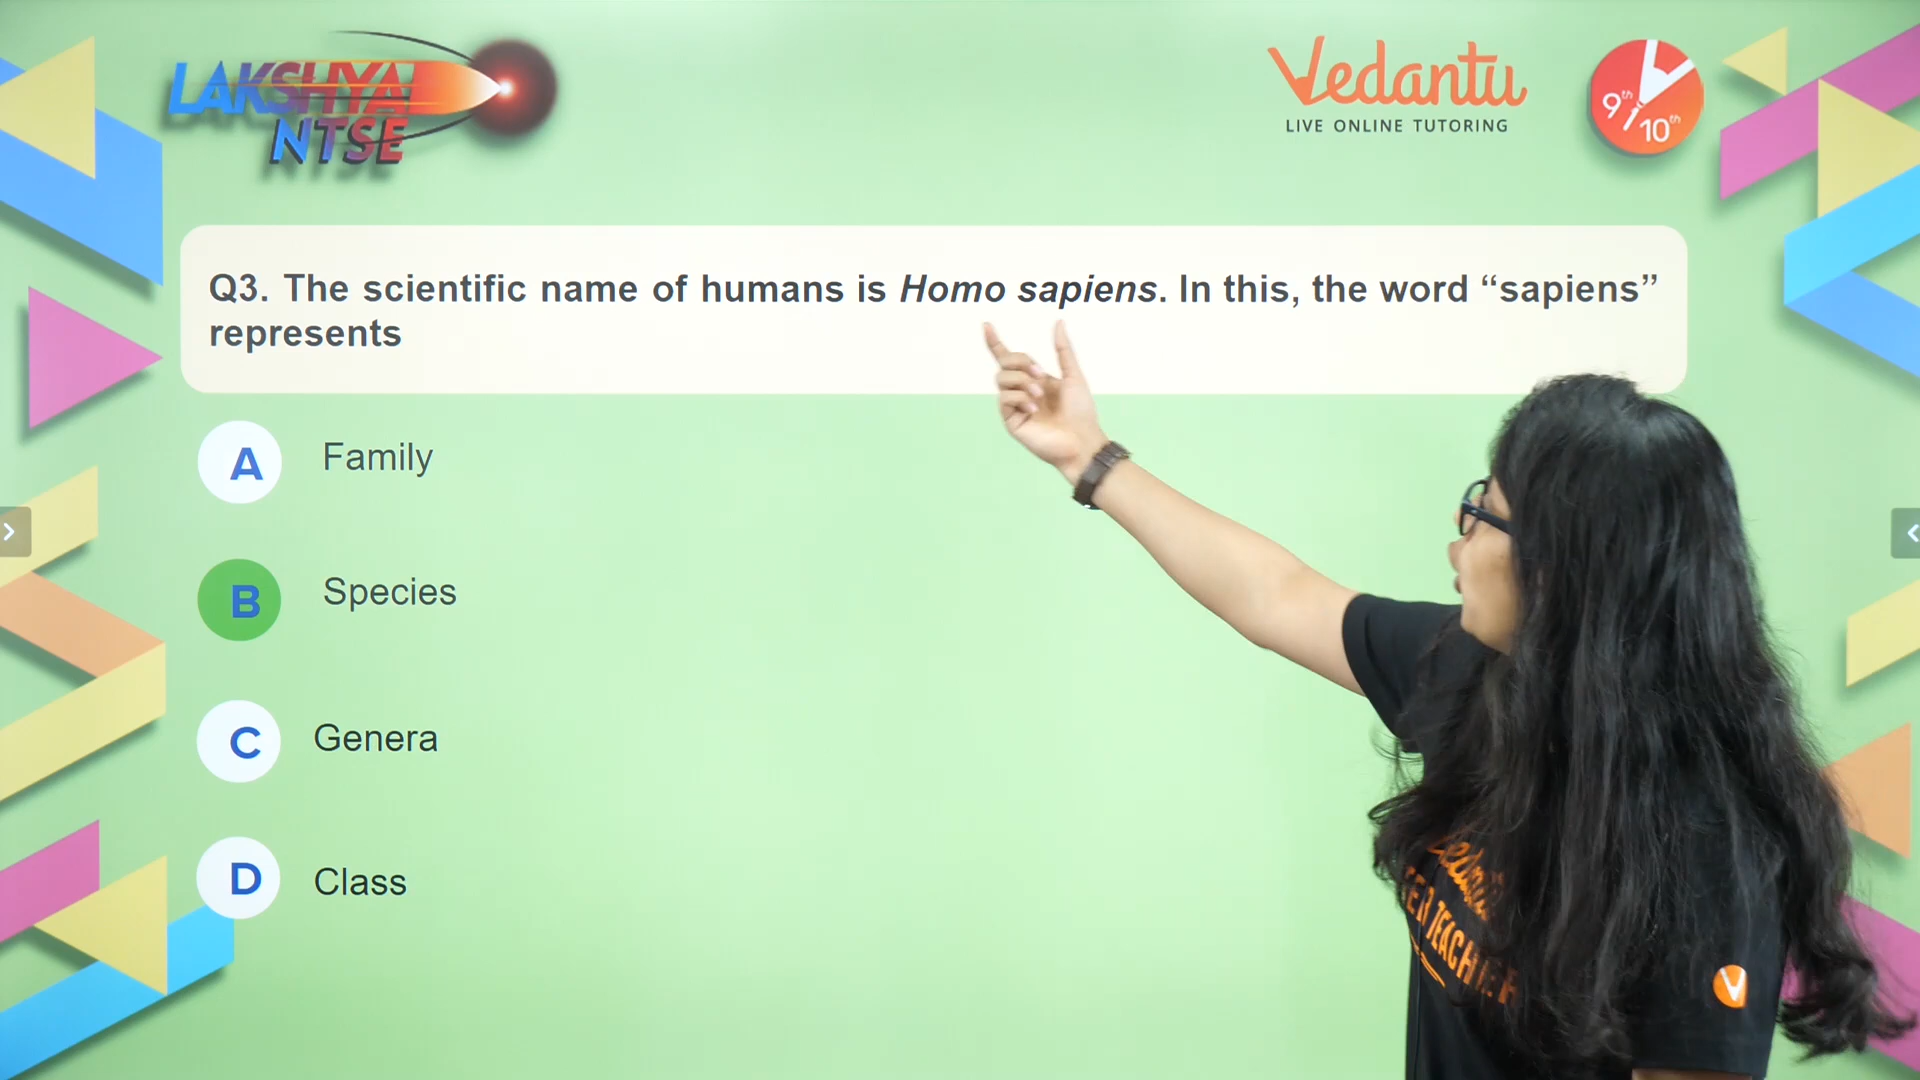 LAKSHYA
NTSE
Vedantu
LIVE ONLINE TUTORING
9th
10th
Q3. The scientific name of humans is Homo sapiens. In this, the word “sapiens”
represents
A Family
B Species
C Genera
D Class
TEACHER